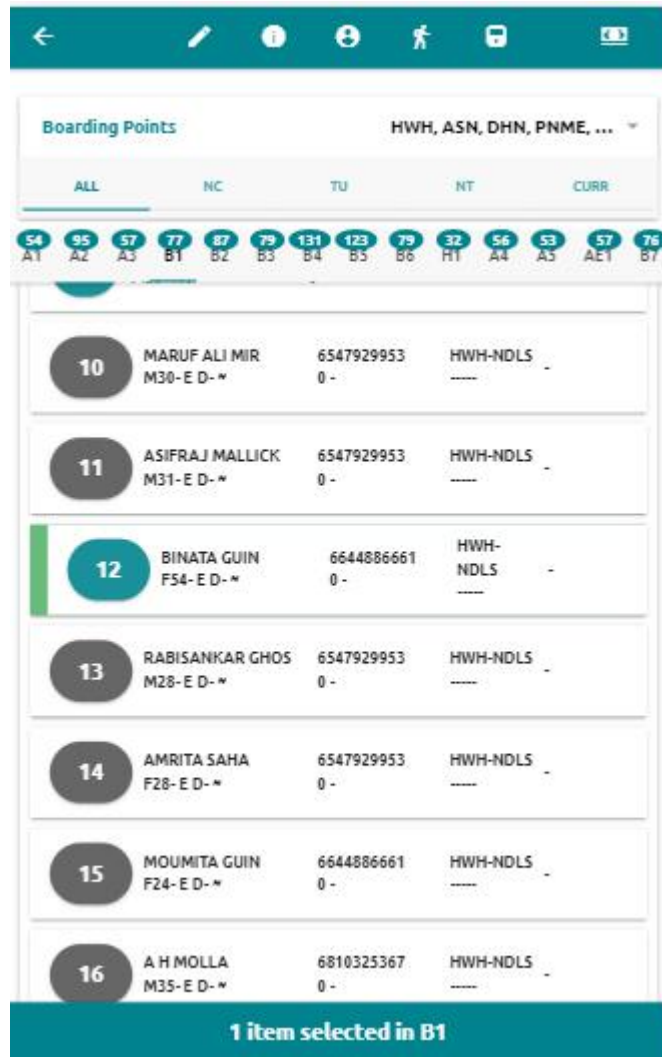 Boarding Points HWH, ASN, DHN, PNME, ...
ALL NC TU NT CURR
54 95 57 77 87 79 131 123 79 32 56 53 57 76
A1 A2 A3 B1 B2 B3 B4 B5 B6 H1 A4 A5 AE1 B7
10 MARUF ALI MIR 6547929953 HWH-NDLS -
M30- E D- ~ 0 - -----
11 ASIFRAJ MALLICK 6547929953 HWH-NDLS -
M31- E D- ~ 0 - -----
12 BINATA GUIN 6644886661 HWH-
NDLS -
F54- E D- ~ 0 - -----
13 RABISANKAR GHOS 6547929953 HWH-NDLS -
M28- E D- ~ 0 - -----
14 AMRITA SAHA 6547929953 HWH-NDLS -
F28- E D- ~ 0 - -----
15 MOUMITA GUIN 6644886661 HWH-NDLS -
F24- E D- ~ 0 - -----
16 A H MOLLA 6810325367 HWH-NDLS -
M35- E D- ~ 0 - -----
1 item selected in B1